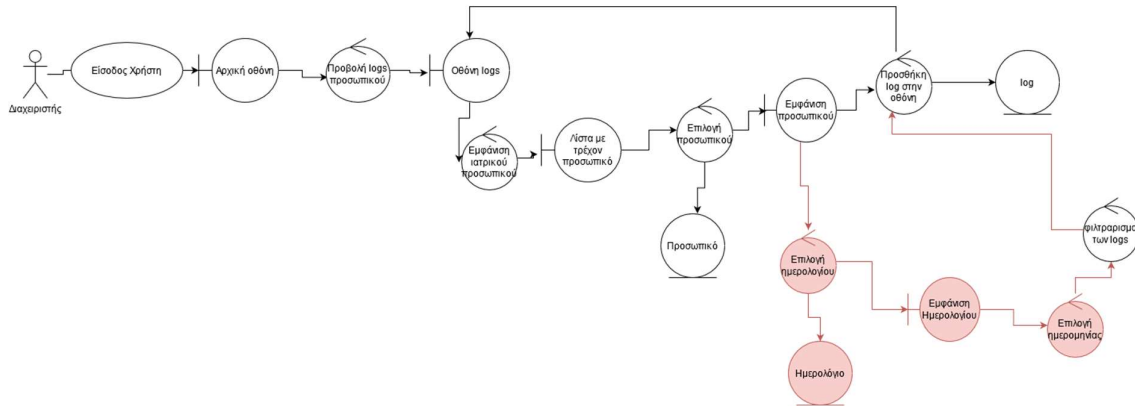 Διαχειριστής
Είσοδος Χρήστη
Αρχική οθόνη
Προβολή logs
προσωπικού
Οθόνη logs
Εμφάνιση
ιατρικού
προσωπικού
Λίστα με
τρέχον
προσωπικό
Επιλογή
προσωπικού
Προσωπικό
Εμφάνιση
προσωπικού
Προσθήκη
log στην
οθόνη
log
Επιλογή
ημερολογίου
Ημερολόγιο
Εμφάνιση
Ημερολογίου
Επιλογή
ημερομηνίας
φιλτραρισμα
των logs